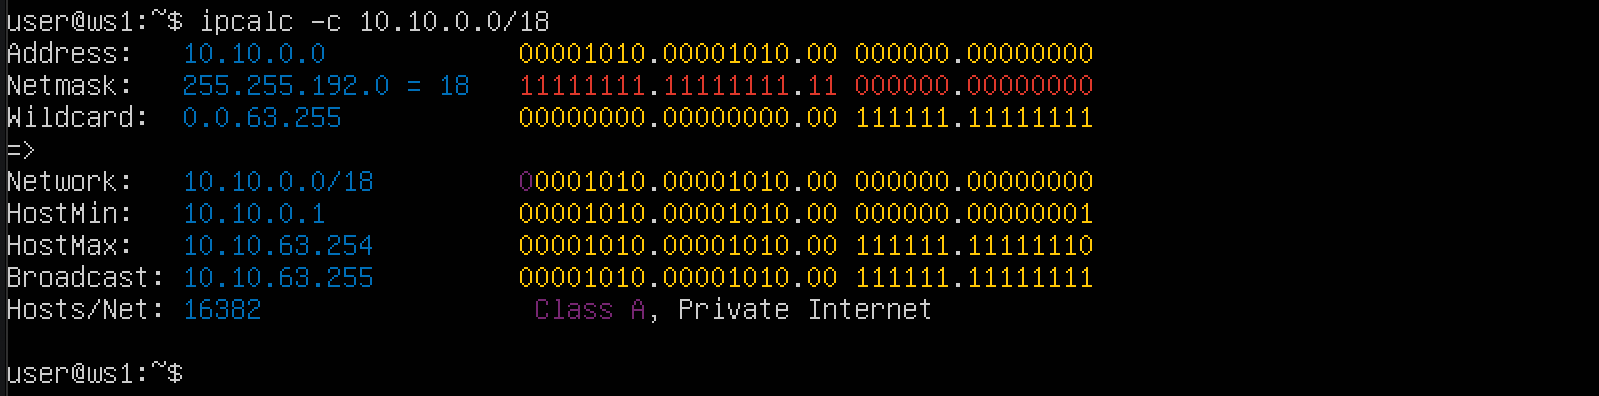 user@ws1:~$ ipcalc -c 10.10.0.0/18
Address:   10.10.0.0            00001010.00001010.00 000000.00000000
Netmask:   255.255.192.0 = 18   11111111.11111111.11 000000.00000000
Wildcard:  0.0.63.255           00000000.00000000.00 111111.11111111
=>
Network:   10.10.0.0/18         00001010.00001010.00 000000.00000000
HostMin:   10.10.0.1            00001010.00001010.00 000000.00000001
HostMax:   10.10.63.254         00001010.00001010.00 111111.11111110
Broadcast: 10.10.63.255         00001010.00001010.00 111111.11111111
Hosts/Net: 16382                 Class A, Private Internet
user@ws1:~$